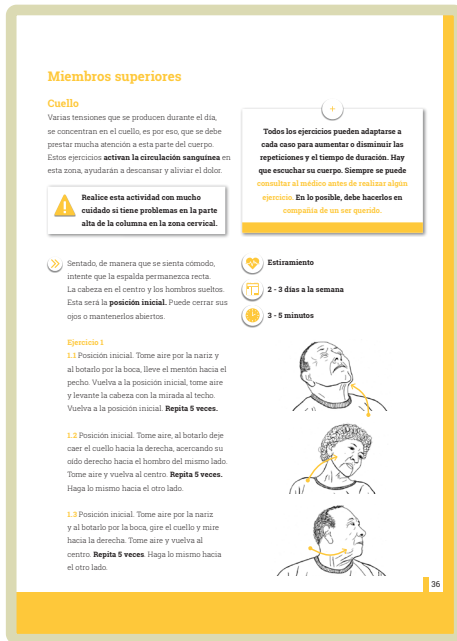 Miembros superiores
Cuello
Varias tensiones que se producen durante el día,
se concentran en el cuello, es por eso, que se debe
prestar mucha atención a esta parte del cuerpo.
Estos ejercicios activan la circulación sanguínea en
esta zona, ayudarán a descansar y aliviar el dolor.
Realice esta actividad con mucho
cuidado si tiene problemas en la parte
alta de la columna en la zona cervical.
Todos los ejercicios pueden adaptarse a
cada caso para aumentar o disminuir las
repeticiones y el tiempo de duración. Hay
que escuchar su cuerpo. Siempre se puede
consultar al médico antes de realizar algún
ejercicio. En lo posible, debe hacerlos en
compañía de un ser querido.
Sentado, de manera que se sienta cómodo,
intente que la espalda permanezca recta.
La cabeza en el centro y los hombros sueltos.
Esta será la posición inicial. Puede cerrar sus
ojos o mantenerlos abiertos.
Estiramiento
2 - 3 días a la semana
3 - 5 minutos
Ejercicio 1
1.1 Posición inicial. Tome aire por la nariz y
al botarlo por la boca, lleve el mentón hacia el
pecho. Vuelva a la posición inicial, tome aire
y levante la cabeza con la mirada al techo.
Vuelva a la posición inicial. Repita 5 veces.
1.2 Posición inicial. Tome aire, al botarlo deje
caer el cuello hacia la derecha, acercando su
oído derecho hacia el hombro del mismo lado.
Tome aire y vuelva al centro. Repita 5 veces.
Haga lo mismo hacia el otro lado.
1.3 Posición inicial. Tome aire por la nariz
y al botarlo por la boca, gire el cuello y mire
hacia la derecha. Tome aire y vuelva al
centro. Repita 5 veces. Haga lo mismo hacia
el otro lado.
36